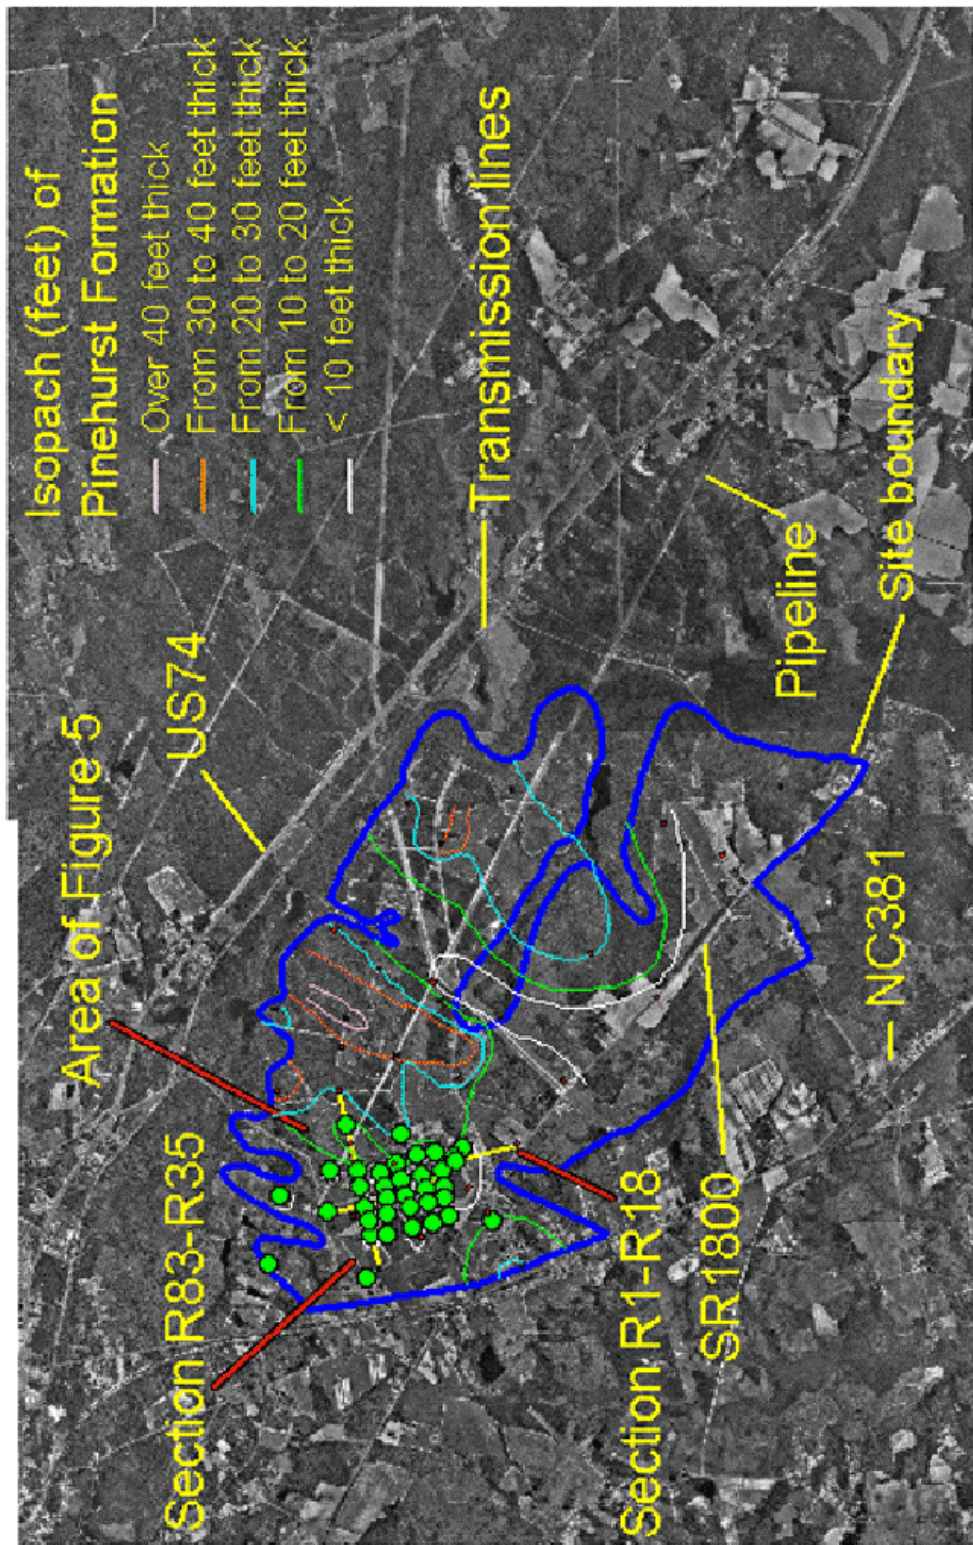 Isopach (feet) of
Pinehurst Formation
Over 40 feet thick
From 30 to 40 feet thick
From 20 to 30 feet thick
From 10 to 20 feet thick
< 10 feet thick
Area of Figure 5
US74
Transmission lines
Section R83-R35
Pipeline
Site boundary
Section R1-R18
SR1800
NC381